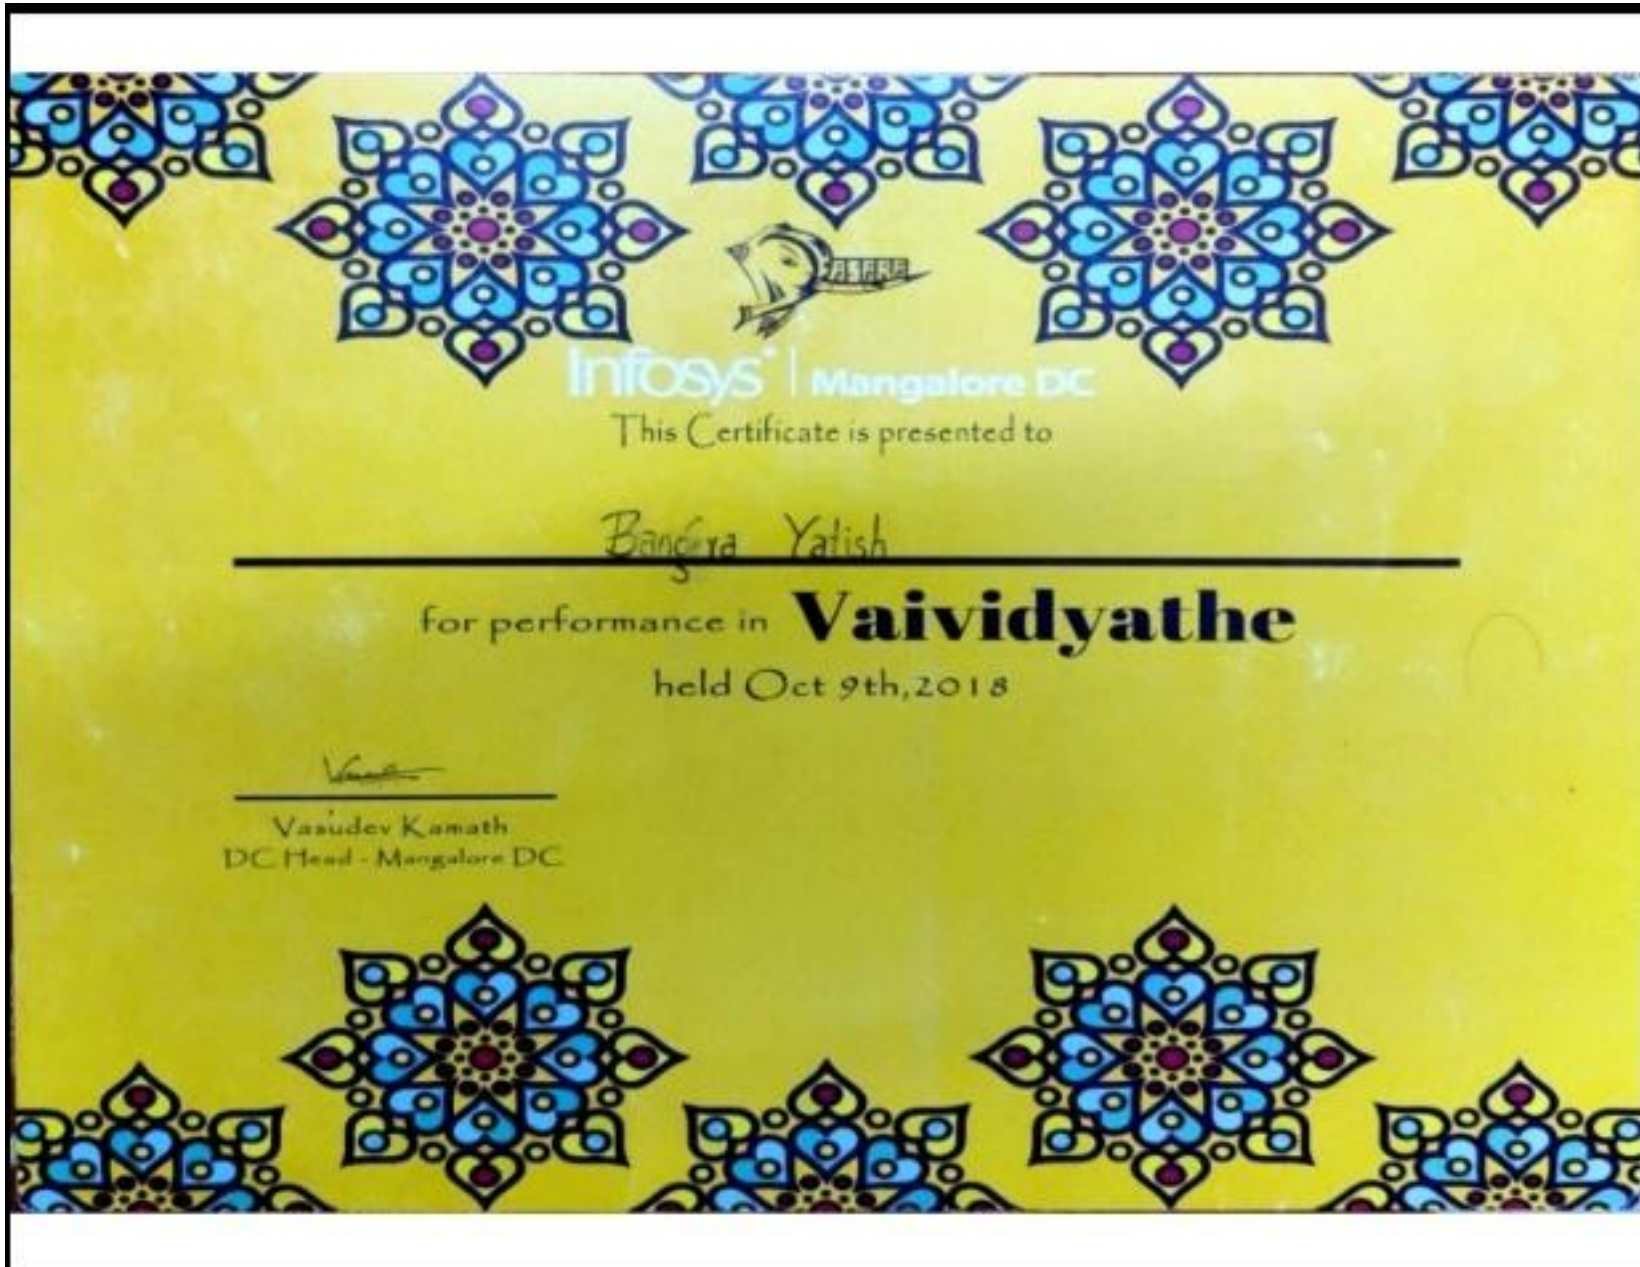 Infosys | Mangalore DC
This Certificate is presented to
Bangera Yatish
for performance in Vaividyathe
held Oct 9th,2018
Vasudev Kamath
DC Head - Mangalore DC